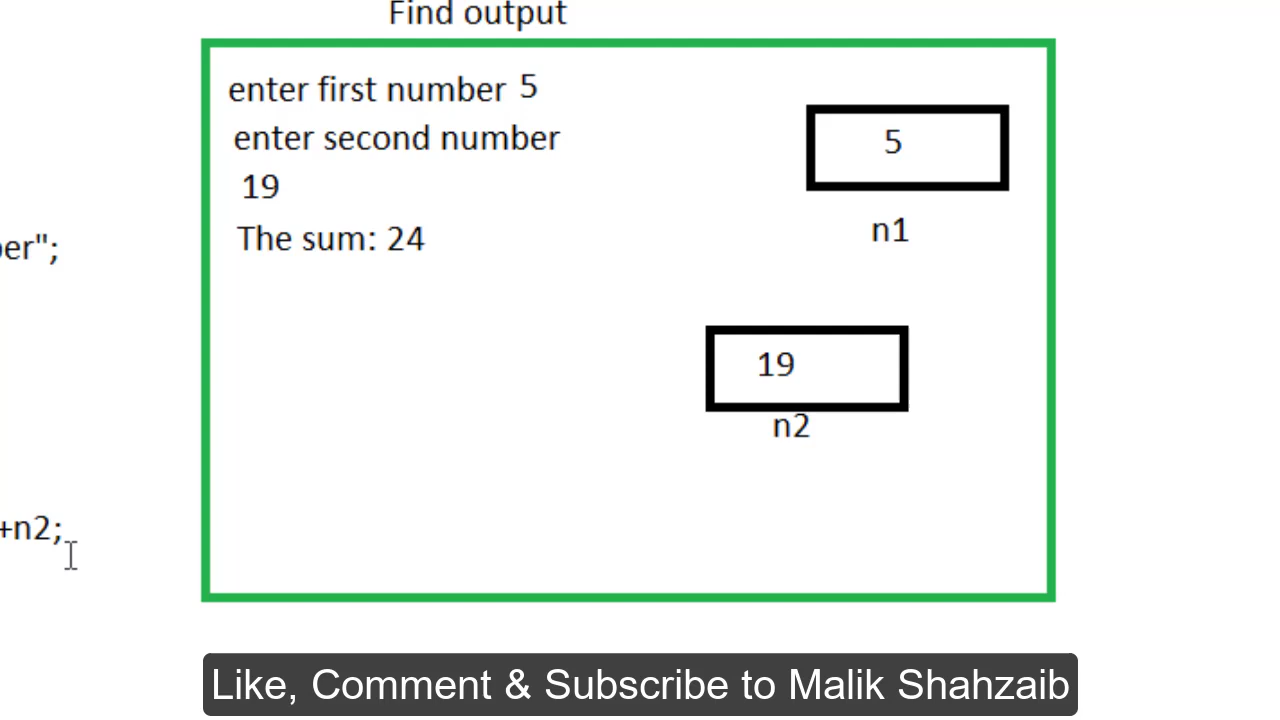 Find output
enter first number 5
enter second number
19
The sum: 24
5
n1
19
n2
ber";
+n2;
Like, Comment & Subscribe to Malik Shahzaib